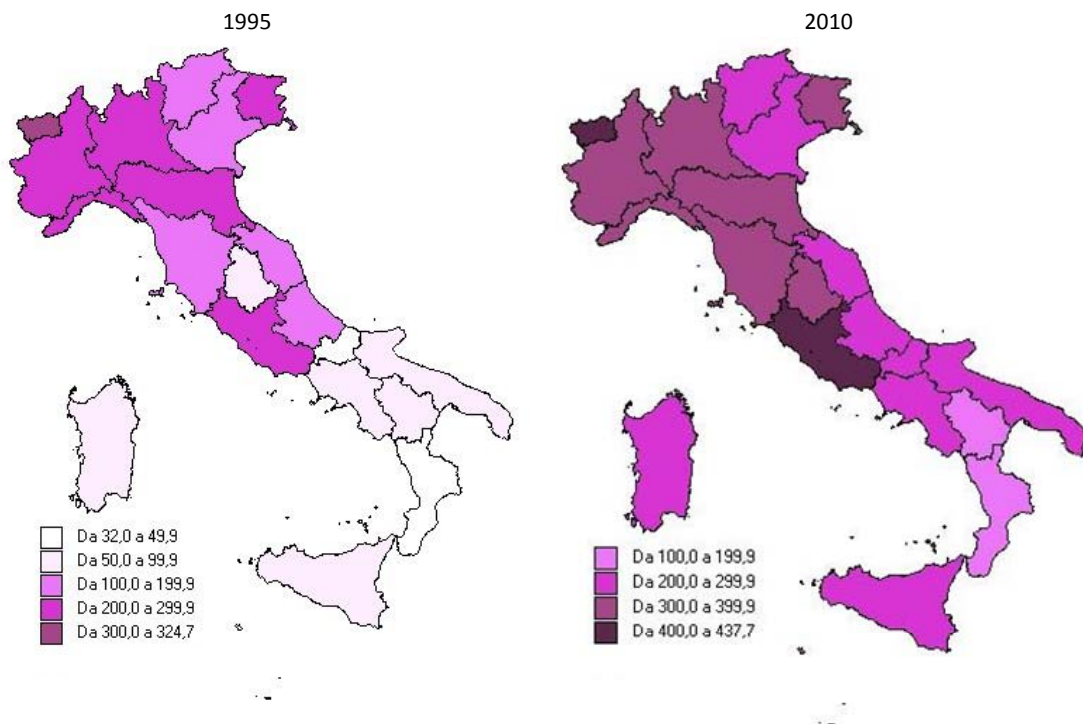 1995
2010
Da 32,0 a 49,9
Da 50,0 a 99,9
Da 100,0 a 199,9
Da 200,0 a 299,9
Da 300,0 a 324,7
Da 100,0 a 199,9
Da 200,0 a 299,9
Da 300,0 a 399,9
Da 400,0 a 437,7